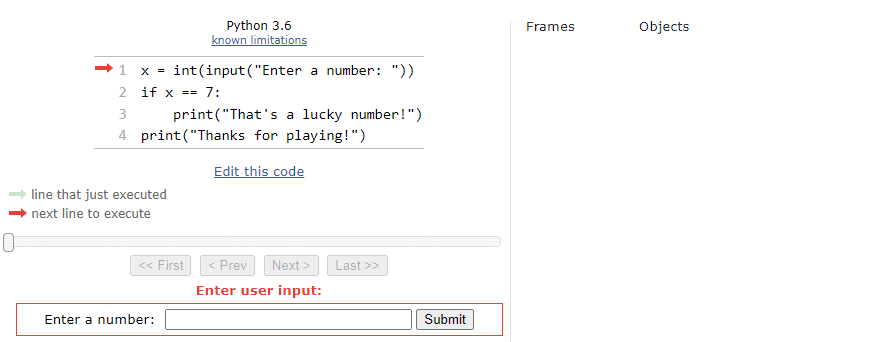 Python 3.6
known limitations
1 x = int(input("Enter a number: "))
2 if x == 7:
3     print("That's a lucky number!")
4 print("Thanks for playing!")
Edit this code
line that just executed
next line to execute
<< First < Prev Next > Last >>
Enter user input:
Enter a number: Submit
Frames Objects